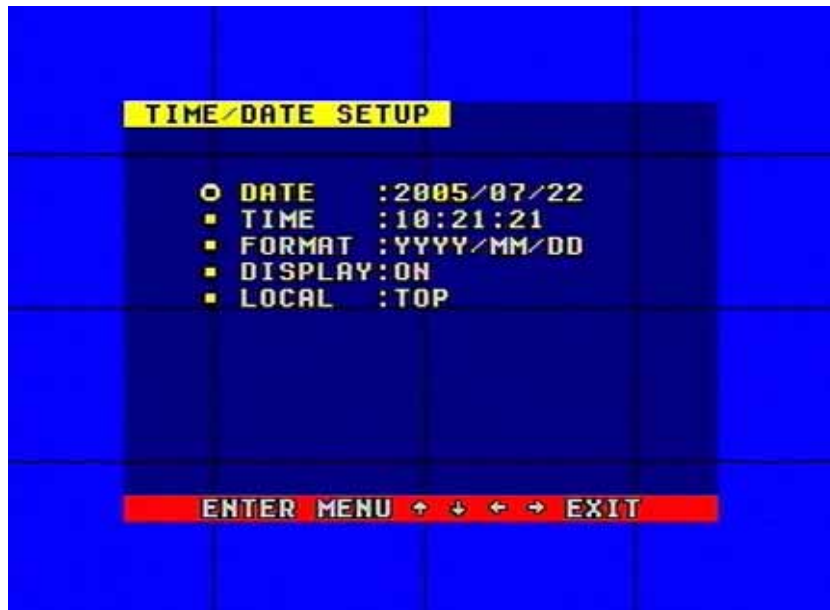 TIME/DATE SETUP
DATE :2005/07/22
TIME :10:21:21
FORMAT :YYYY/MM/DD
DISPLAY:ON
LOCAL :TOP
ENTER MENU ↑ ↓ ← → EXIT